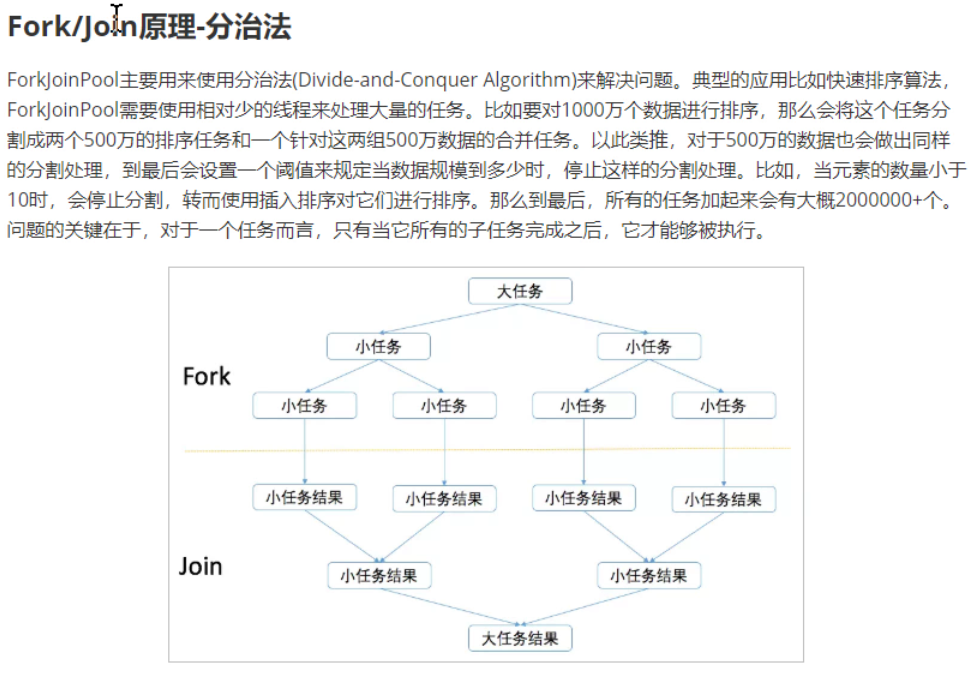 Fork/Join原理-分治法
ForkJoinPool主要用来使用分治法(Divide-and-Conquer Algorithm)来解决问题。典型的应用比如快速排序算法，
ForkJoinPool需要使用相对少的线程来处理大量的任务。比如要对1000万个数据进行排序，那么会将这个任务分
割成两个500万的排序任务和一个针对这两组500万数据的合并任务。以此类推，对于500万的数据也会做出同样
的分割处理，到最后会设置一个阈值来规定当数据规模到多少时，停止这样的分割处理。比如，当元素的数量小于
10时，会停止分割，转而使用插入排序对它们进行排序。那么到最后，所有的任务加起来会有大概2000000+个。
问题的关键在于，对于一个任务而言，只有当它所有的子任务完成之后，它才能够被执行。
大任务
小任务 小任务
Fork
小任务 小任务 小任务 小任务
小任务结果 小任务结果 小任务结果 小任务结果
Join
小任务结果 小任务结果
大任务结果